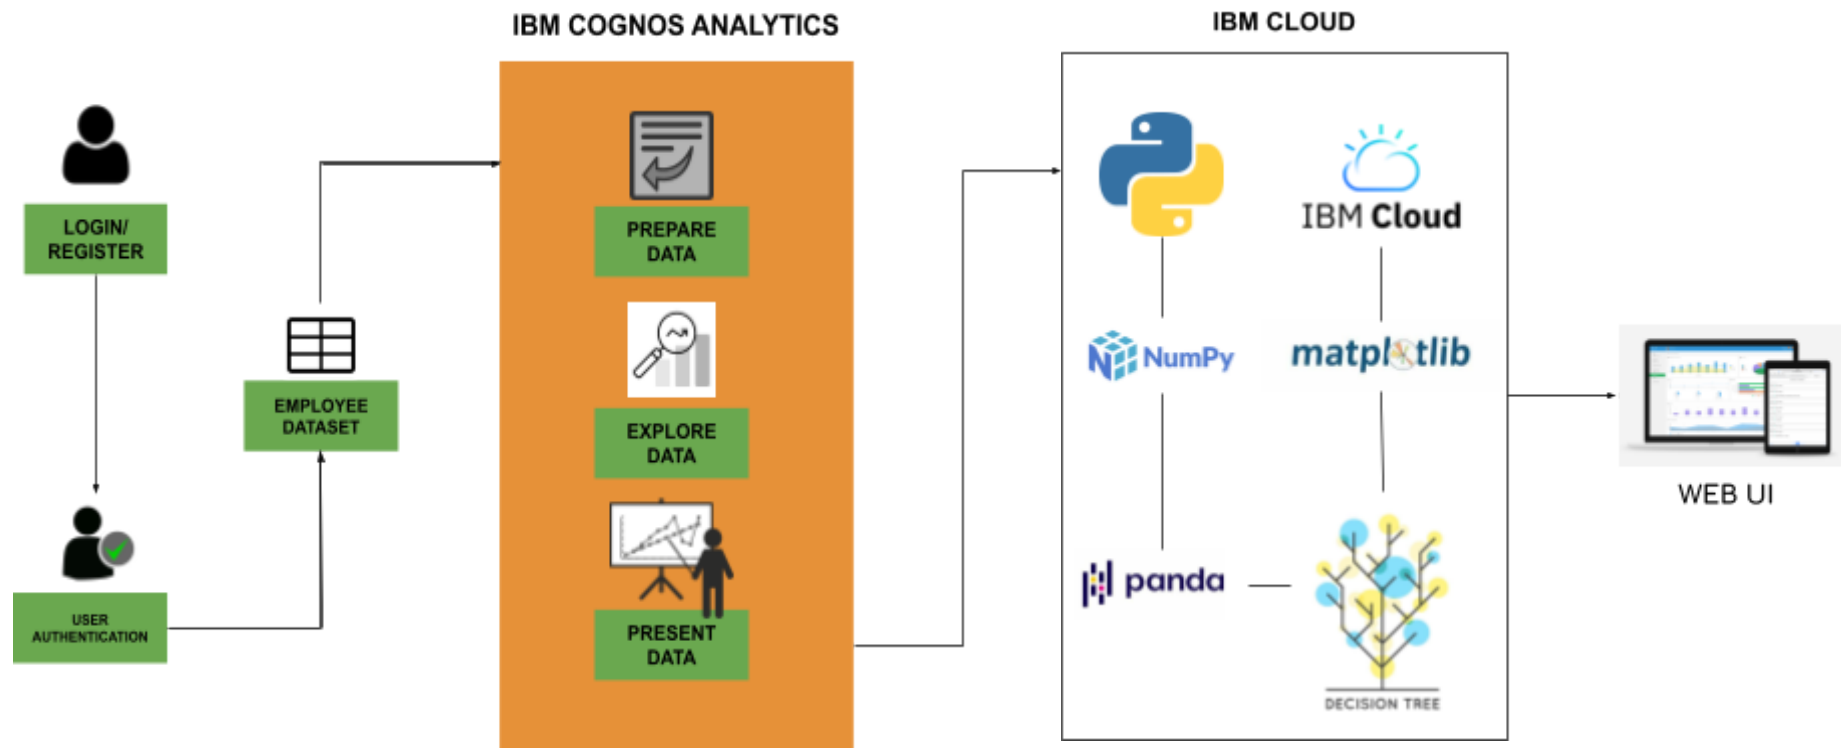 IBM COGNOS ANALYTICS
IBM CLOUD
LOGIN/
REGISTER
USER
AUTHENTICATION
EMPLOYEE
DATASET
PREPARE
DATA
EXPLORE
DATA
PRESENT
DATA
IBM Cloud
NumPy
matplotlib
panda
DECISION TREE
WEB UI